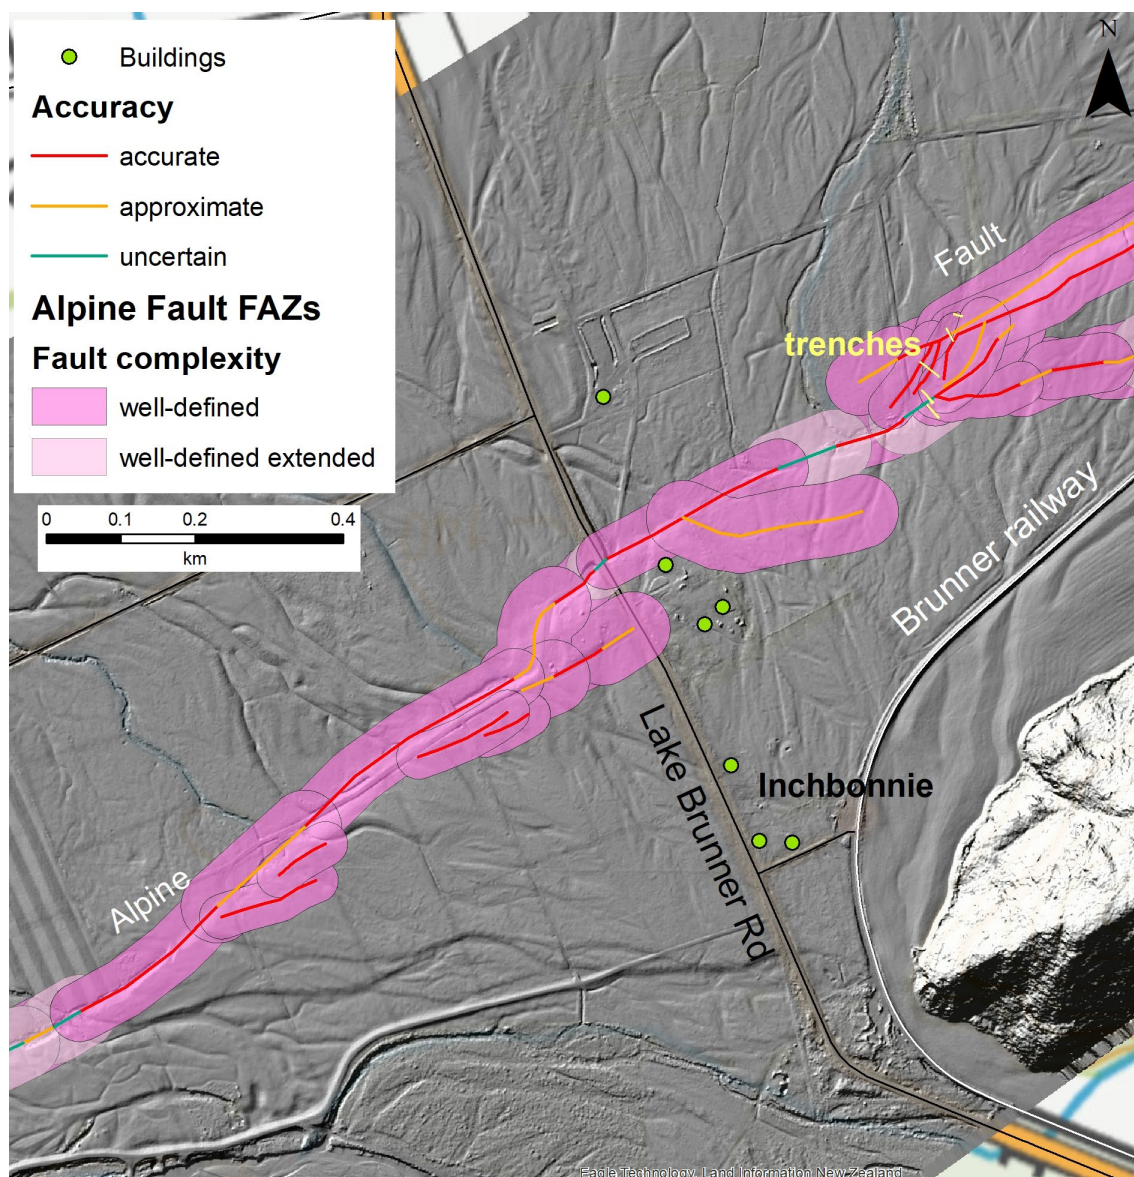 Buildings
Accuracy
accurate
approximate
uncertain
Alpine Fault FAZs
Fault complexity
well-defined
well-defined extended
0 0.1 0.2 0.4
km
N
Fault
trenches
Brunner railway
Lake Brunner Rd
Inchbonnie
Alpine
Eagle Technology, Land Information New Zealand